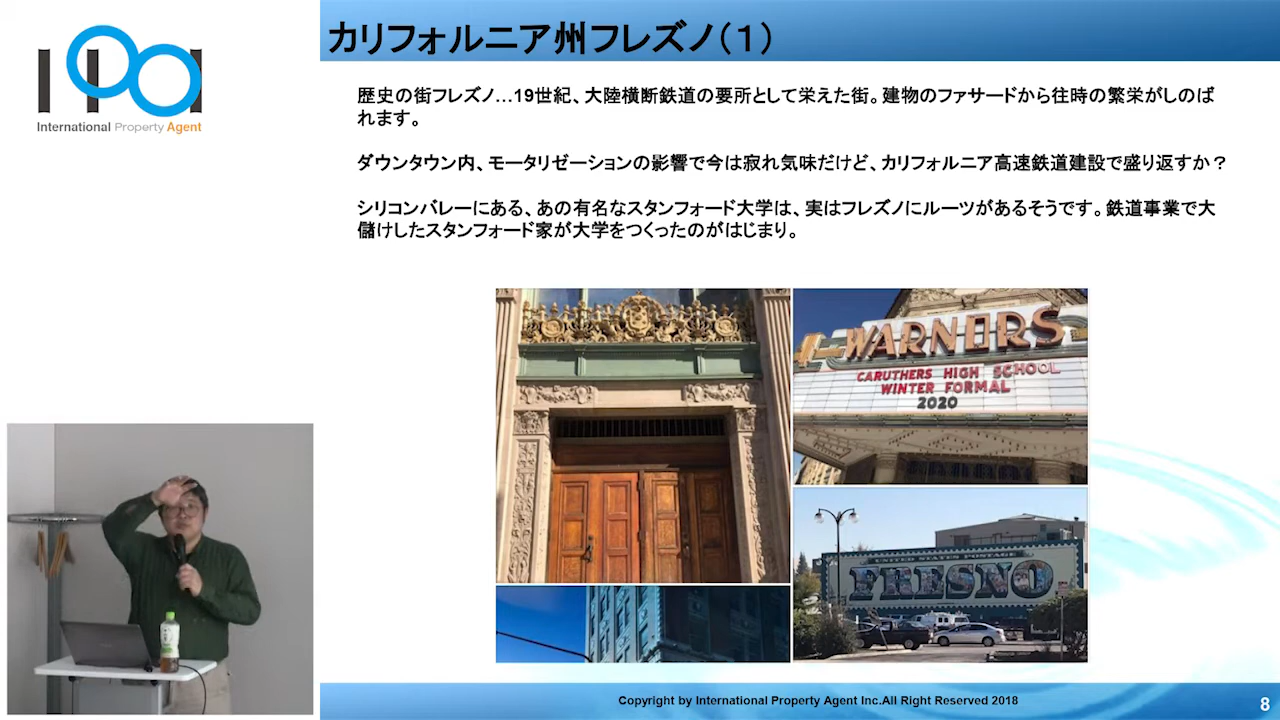 International Property Agent
カリフォルニア州フレズノ（１）
歴史の街フレズノ…19世紀、大陸横断鉄道の要所として栄えた街。建物のファサードから往時の繁栄がしのば
れます。
ダウンタウン内、モータリゼーションの影響で今は寂れ気味だけど、カリフォルニア高速鉄道建設で盛り返すか？
シリコンバレーにある、あの有名なスタンフォード大学は、実はフレズノにルーツがあるそうです。鉄道事業で大
儲けしたスタンフォード家が大学をつくったのがはじまり。
WARNORS
CARUTHERS HIGH SCHOOL
WINTER FORMAL
2020
UNITED STATES POSTAGE
FRESNO
Copyright by International Property Agent Inc.All Right Reserved 2018
8